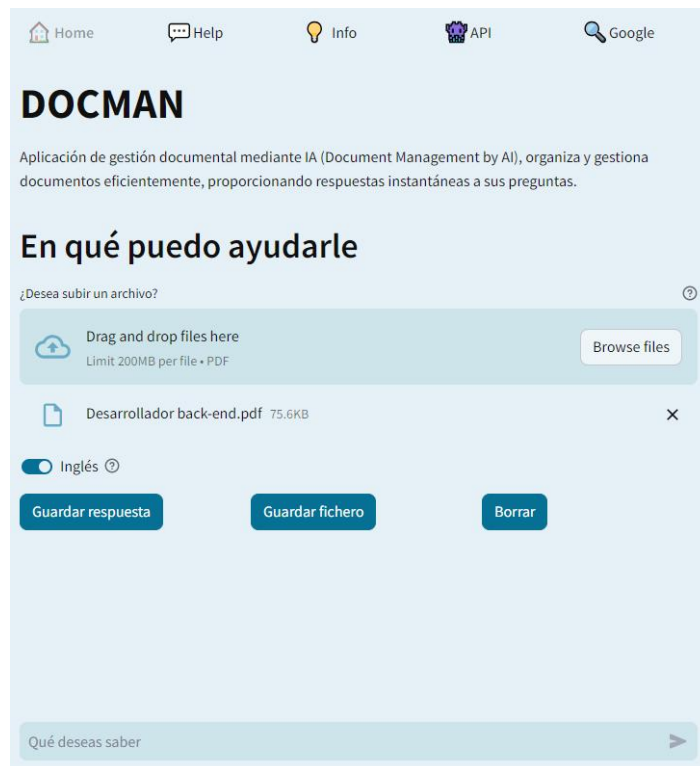 Home Help Info API Google
DOCMAN
Aplicación de gestión documental mediante IA (Document Management by AI), organiza y gestiona
documentos eficientemente, proporcionando respuestas instantáneas a sus preguntas.
En qué puedo ayudarle
¿Desea subir un archivo?
Drag and drop files here
Limit 200MB per file • PDF
Browse files
Desarrollador back-end.pdf 75.6KB
Inglés
Guardar respuesta Guardar fichero Borrar
Qué deseas saber